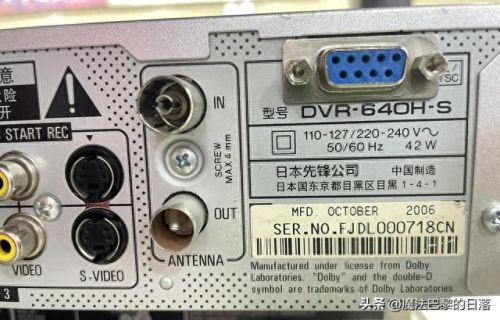 意
险
开
START REC
VIDEO
S-VIDEO
3
IN
SCREW
MAX 4 mm
OUT
ANTENNA
TSC
型号 DVR-640H-S
110-127/220-240 V~
50/60 Hz 42 W
日本先锋公司 中国制造
日本国东京都目黑区目黑 1-4-1
MFD. OCTOBER 2006
SER.NO.FJDL000718CN
Manufactured under license from Dolby
Laboratories. "Dolby" and the double-D
symbol are trademarks of Dolby Laboratories
头条 @魔法巴黎的日落